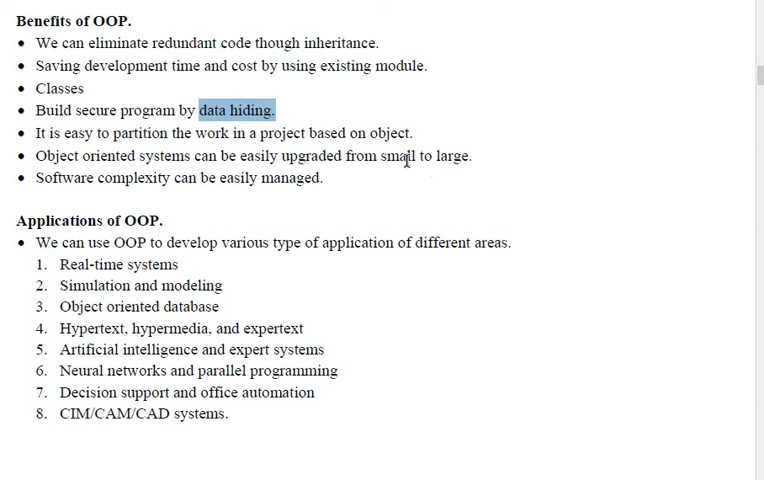 Benefits of OOP.
• We can eliminate redundant code though inheritance.
• Saving development time and cost by using existing module.
• Classes
• Build secure program by data hiding.
• It is easy to partition the work in a project based on object.
• Object oriented systems can be easily upgraded from small to large.
• Software complexity can be easily managed.
Applications of OOP.
• We can use OOP to develop various type of application of different areas.
1. Real-time systems
2. Simulation and modeling
3. Object oriented database
4. Hypertext, hypermedia, and expertext
5. Artificial intelligence and expert systems
6. Neural networks and parallel programming
7. Decision support and office automation
8. CIM/CAM/CAD systems.